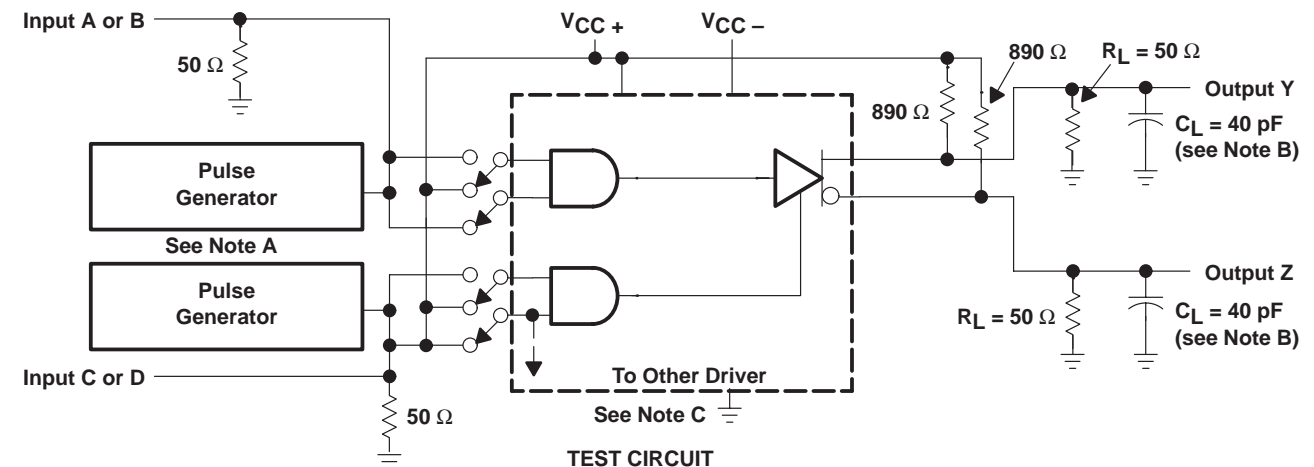 Input A or B
50 Ω
VCC +
VCC –
890 Ω
RL = 50 Ω
890 Ω
Output Y
CL = 40 pF
(see Note B)
Pulse
Generator
See Note A
Pulse
Generator
Output Z
RL = 50 Ω
CL = 40 pF
(see Note B)
Input C or D
To Other Driver
50 Ω
See Note C
TEST CIRCUIT